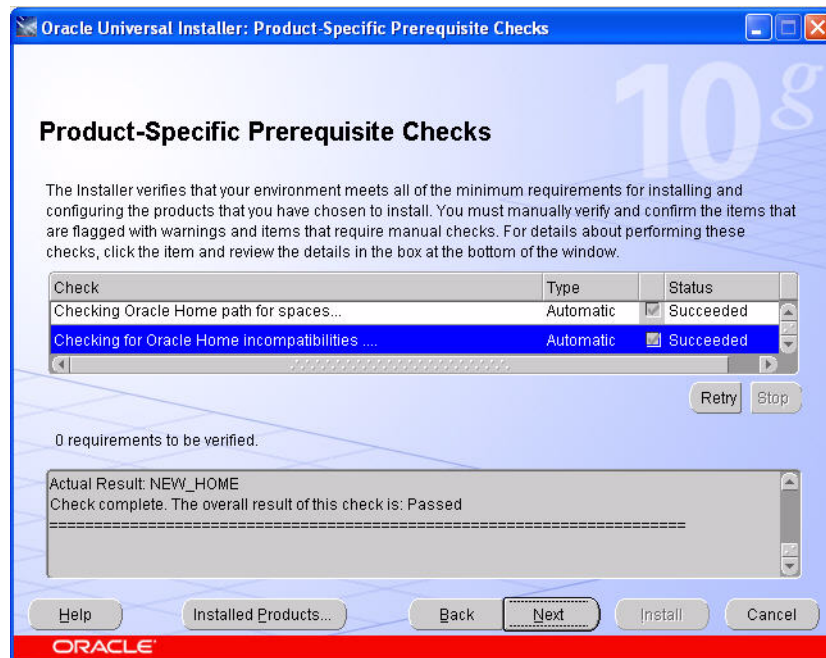 Oracle Universal Installer: Product-Specific Prerequisite Checks
10g
Product-Specific Prerequisite Checks
The Installer verifies that your environment meets all of the minimum requirements for installing and
configuring the products that you have chosen to install. You must manually verify and confirm the items that
are flagged with warnings and items that require manual checks. For details about performing these
checks, click the item and review the details in the box at the bottom of the window.
Check Type Status
Checking Oracle Home path for spaces... Automatic Succeeded
Checking for Oracle Home incompatibilities .... Automatic Succeeded
Retry Stop
0 requirements to be verified.
Actual Result: NEW_HOME
Check complete. The overall result of this check is: Passed
========================================================================
Help Installed Products... Back Next Install Cancel
ORACLE